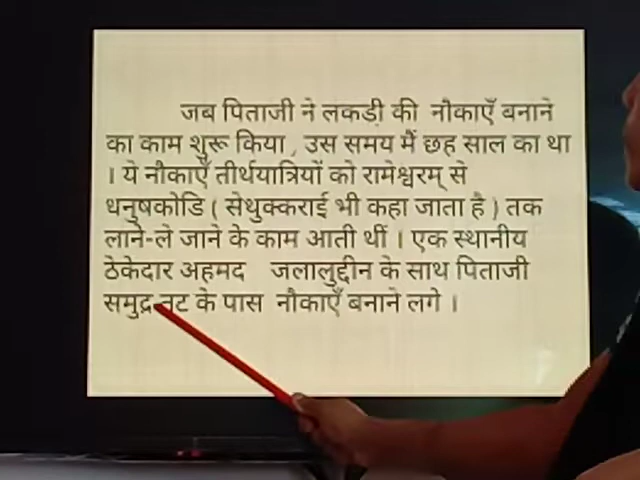 जब पिताजी ने लकड़ी की नौकाएँ बनाने
का काम शुरू किया , उस समय मैं छह साल का था
। ये नौकाएँ तीर्थयात्रियों को रामेश्वरम् से
धनुषकोडि ( सेथुक्कराई भी कहा जाता है ) तक
लाने-ले जाने के काम आती थीं । एक स्थानीय
ठेकेदार अहमद जलालुद्दीन के साथ पिताजी
समुद्र तट के पास नौकाएँ बनाने लगे ।